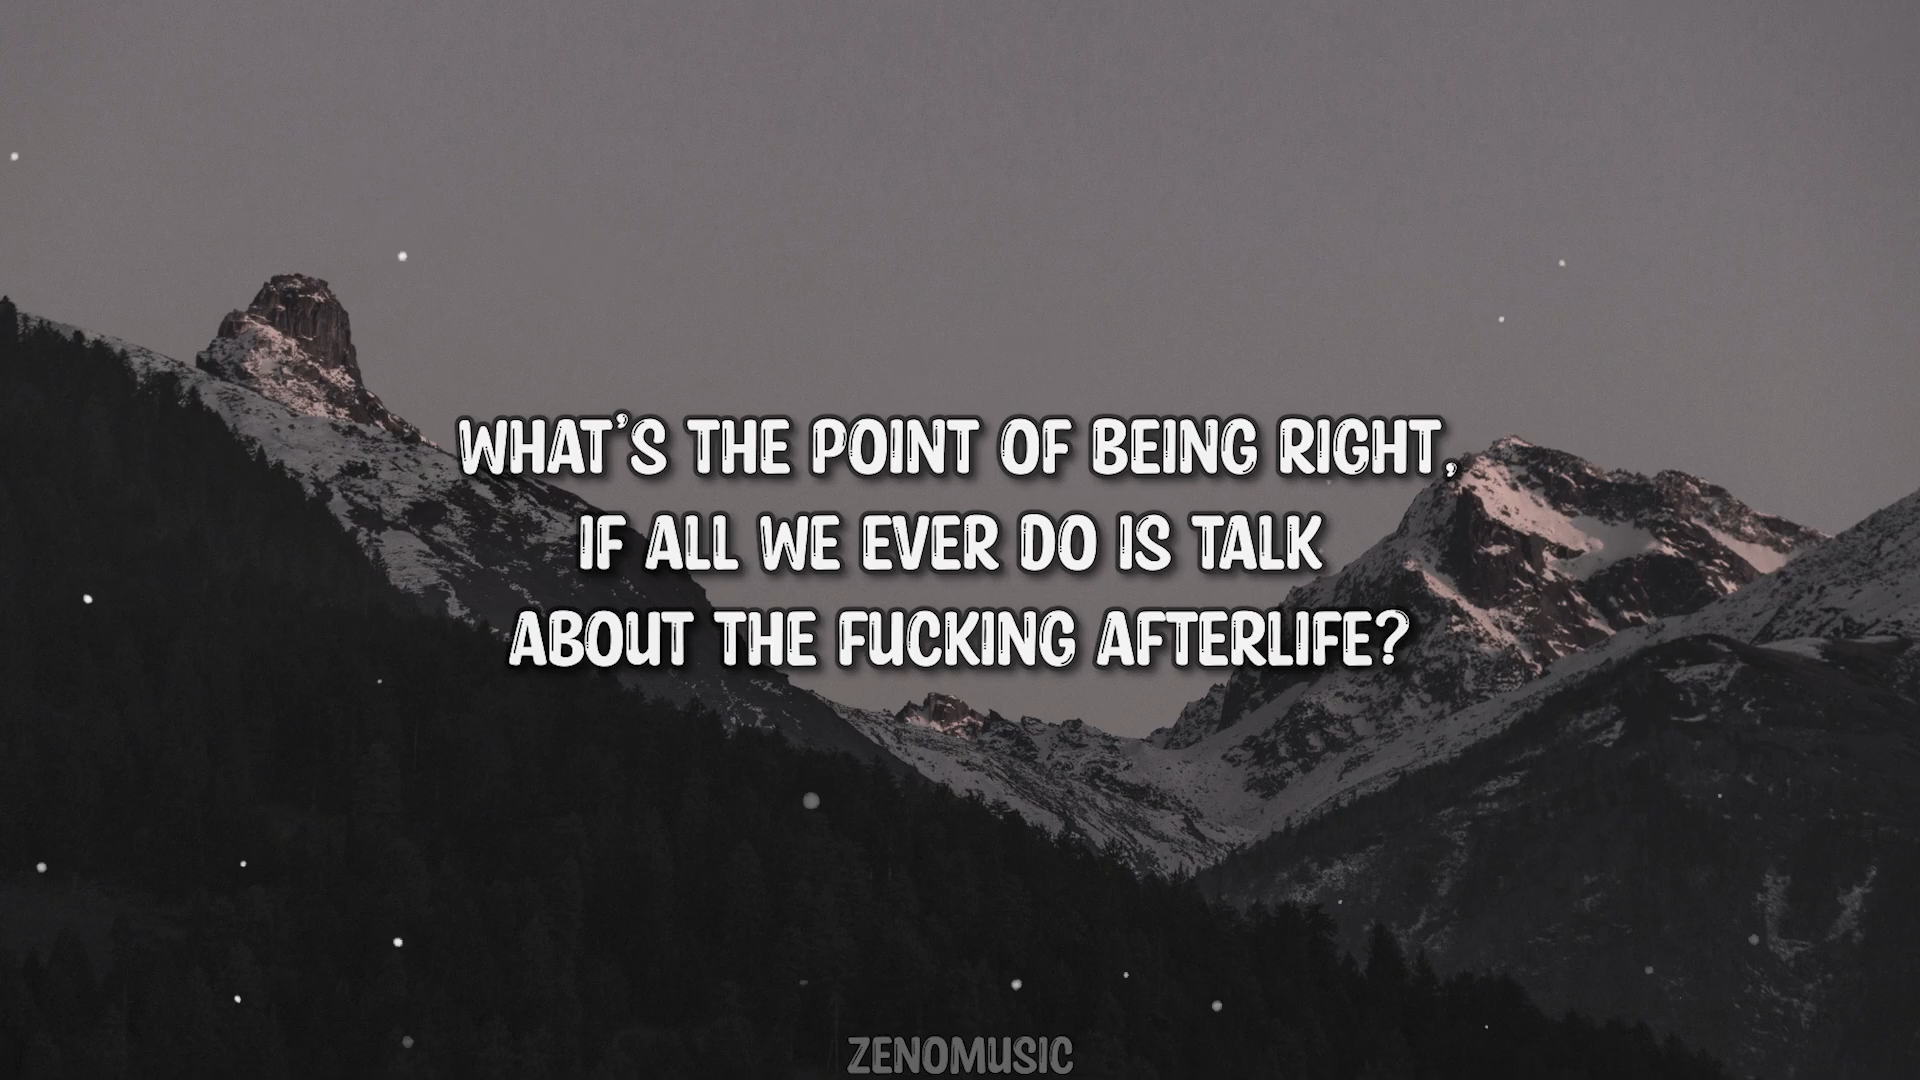 WHAT'S THE POINT OF BEING RIGHT,
IF ALL WE EVER DO IS TALK
ABOUT THE FUCKING AFTERLIFE?
ZENOMUSIC